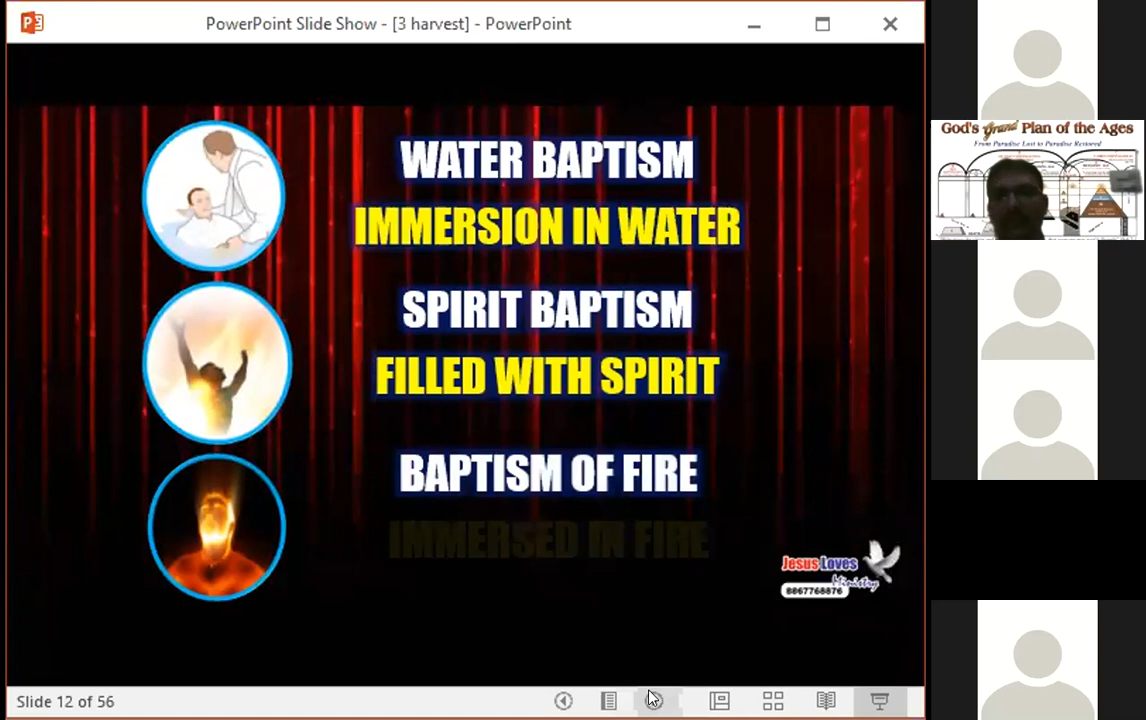 PowerPoint Slide Show - [3 harvest] - PowerPoint
WATER BAPTISM
IMMERSION IN WATER
SPIRIT BAPTISM
FILLED WITH SPIRIT
BAPTISM OF FIRE
IMMERSED IN FIRE
Jesus Loves
Ministry
8867768876
Slide 12 of 56
God's Grand Plan of the Ages
From Paradise Lost to Paradise Restored